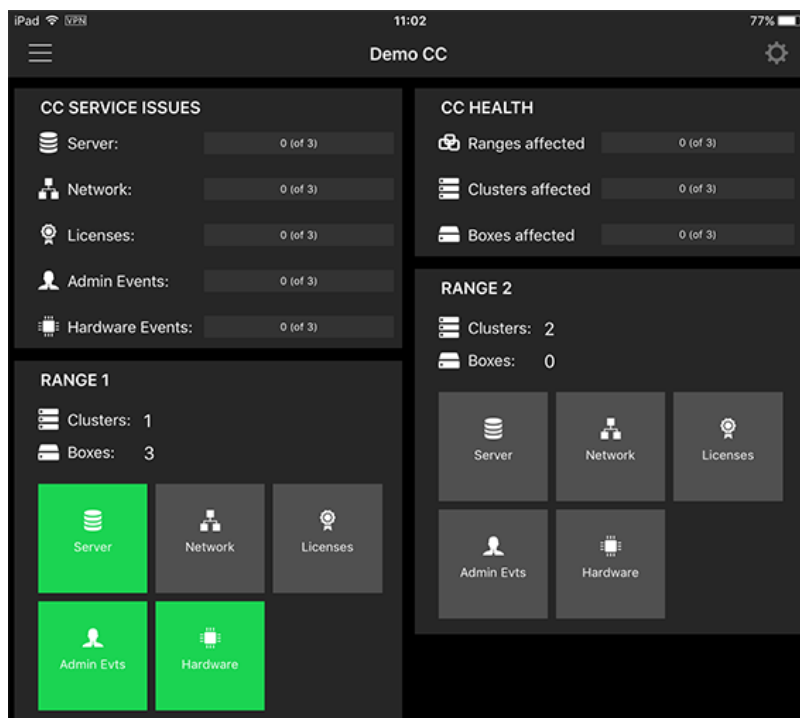 iPad VPN 11:02 77%
Demo CC
CC SERVICE ISSUES
Server: 0 (of 3)
Network: 0 (of 3)
Licenses: 0 (of 3)
Admin Events: 0 (of 3)
Hardware Events: 0 (of 3)
CC HEALTH
Ranges affected 0 (of 3)
Clusters affected 0 (of 3)
Boxes affected 0 (of 3)
RANGE 1
Clusters: 1
Boxes: 3
Server Network Licenses
Admin Evts Hardware
RANGE 2
Clusters: 2
Boxes: 0
Server Network Licenses
Admin Evts Hardware